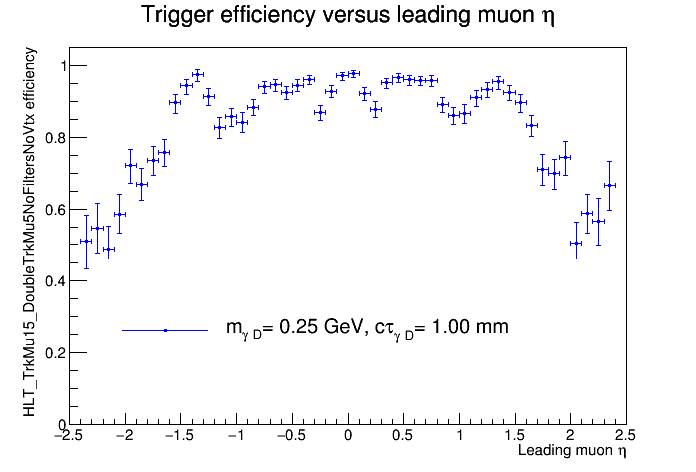 Trigger efficiency versus leading muon η
HLT_TrkMu15_DoubleTrkMu5NoFiltersNoVtx efficiency
1
0.8
0.6
0.4
0.2
0
mγ D= 0.25 GeV, cτγ D= 1.00 mm
−2.5 −2 −1.5 −1 −0.5 0 0.5 1 1.5 2 2.5
Leading muon η